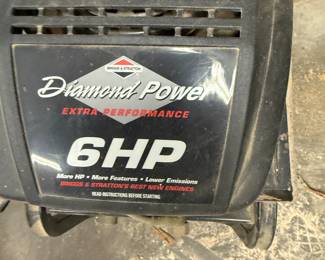 BRIGGS & STRATTON
Diamond Power
EXTRA PERFORMANCE
6HP
More HP • More Features • Lower Emissions
BRIGGS & STRATTON'S BEST NEW ENGINES
READ INSTRUCTIONS BEFORE STARTING